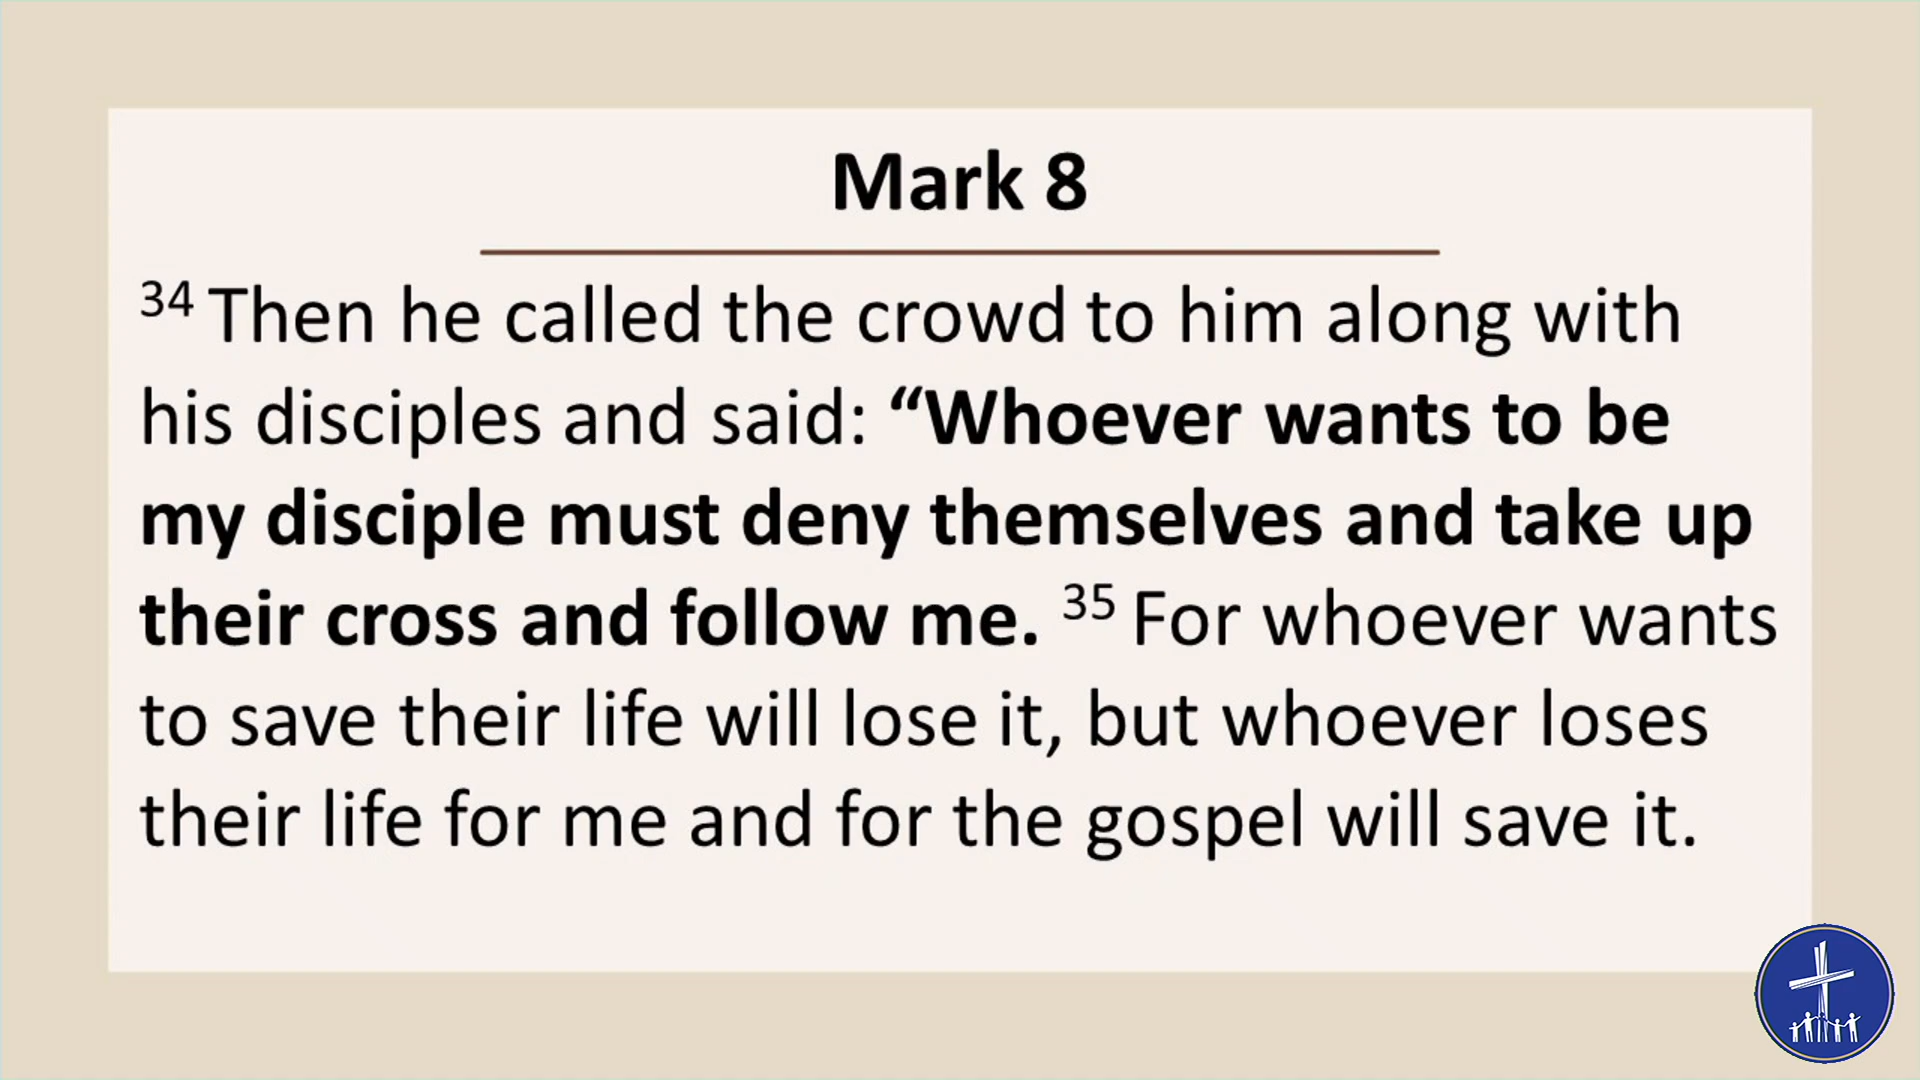 Mark 8
34 Then he called the crowd to him along with
his disciples and said: “Whoever wants to be
my disciple must deny themselves and take up
their cross and follow me. 35 For whoever wants
to save their life will lose it, but whoever loses
their life for me and for the gospel will save it.